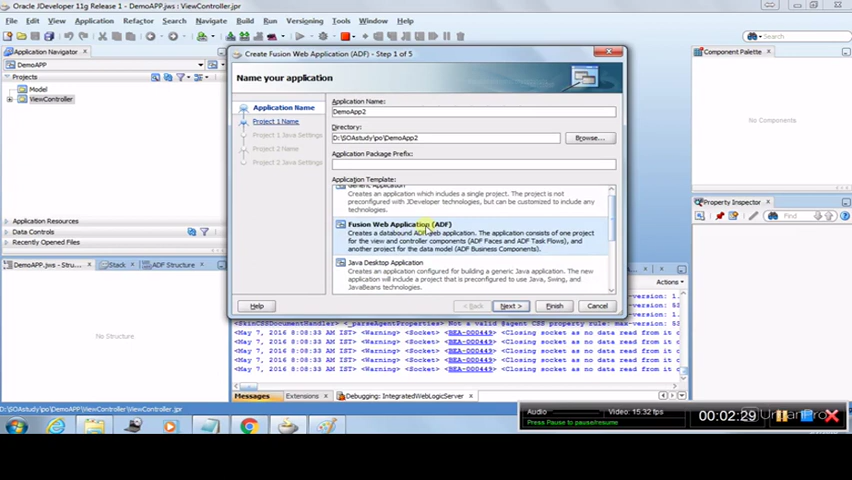 Oracle JDeveloper 11g Release 1 - DemoAPP.jws : ViewController.jpr
File Edit View Application Refactor Search Navigate Build Run Versioning Tools Window Help
Application Navigator
DemoAPP
Projects
Model
ViewController
Application Resources
Data Controls
Recently Opened Files
DemoApp.jws - Stru...
Stack
ADF Structure
No Structure
Create Fusion Web Application (ADF) - Step 1 of 5
Name your application
Application Name
Project 1 Name
Project 1 Java Settings
Project 2 Name
Project 2 Java Settings
Application Name:
DemoApp2
Directory:
D:\SOAstudy\po\DemoApp2
Browse...
Application Package Prefix:
Application Template:
Generic Application
Creates an application which includes a single project. The project is not
preconfigured with JDeveloper technologies, but can be customized to include any
technologies.
Fusion Web Application (ADF)
Creates a databound ADF web application. The application consists of one project
for the view and controller components (ADF Faces and ADF Task Flows), and
another project for the data model (ADF Business Components).
Java Desktop Application
Creates an application configured for building a generic Java application. The new
application will include a project that is preconfigured to use Java, Swing, and
JavaBeans technologies.
Help
< Back
Next >
Finish
Cancel
Component Palette
No Components
Property Inspector
Find
Actions
<SkinCSSDocumentHandler> <_parseAgentProperties> Not a valid @agent CSS property rule: max-version: 1.
<May 7, 2016 8:08:33 AM IST> <Warning> <Socket> <BEA-000449> <Closing socket as no data read from it o
<May 7, 2016 8:08:33 AM IST> <Warning> <Socket> <BEA-000449> <Closing socket as no data read from it o
<May 7, 2016 8:08:33 AM IST> <Warning> <Socket> <BEA-000449> <Closing socket as no data read from it o
<May 7, 2016 8:08:33 AM IST> <Warning> <Socket> <BEA-000449> <Closing socket as no data read from it o
Messages
Extensions
Debugging: IntegratedWebLogicServer
D:\SOAstudy\po\DemoAPP\ViewController\ViewController.jpr
Audio
Video: 15.32 fps
Press Pause to pause/resume
00:02:29